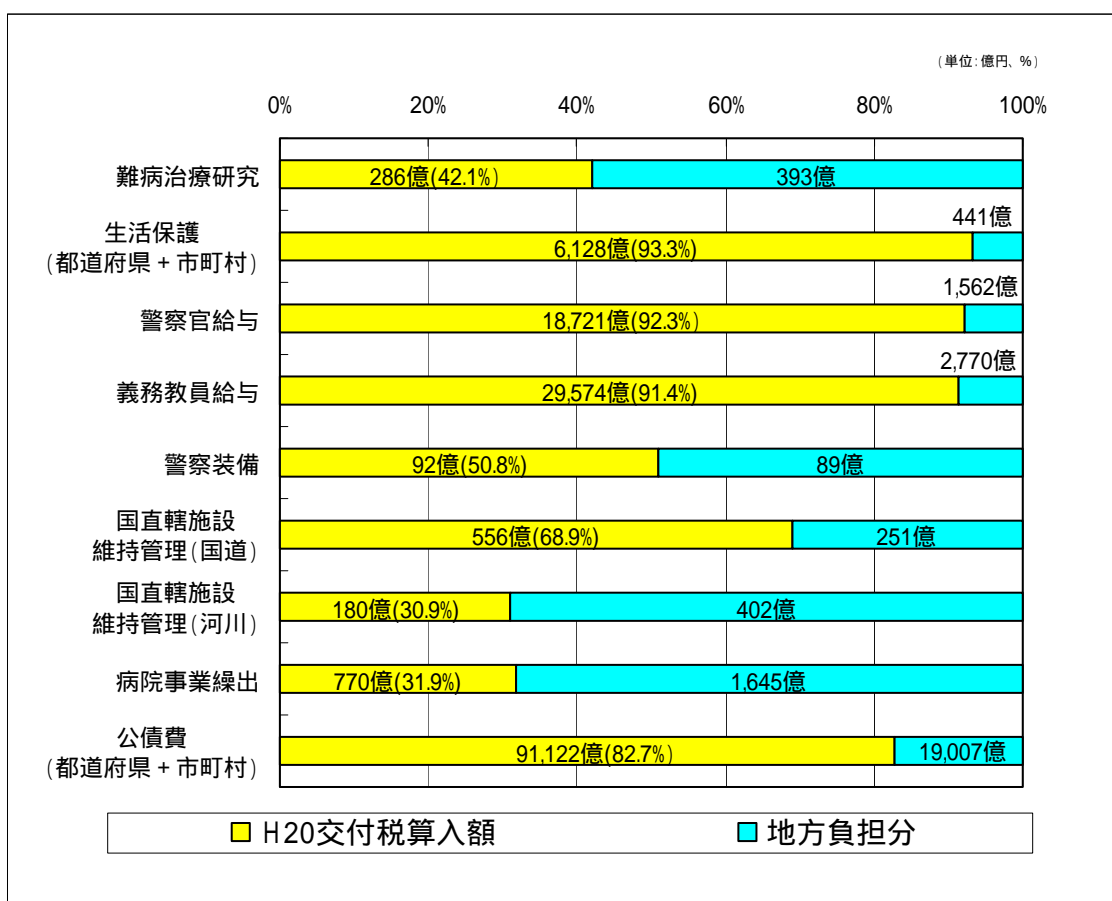 (単位:億円、%)
0% 20% 40% 60% 80% 100%
難病治療研究 286億(42.1%) 393億
441億
生活保護
(都道府県+市町村) 6,128億(93.3%)
1,562億
警察官給与 18,721億(92.3%)
2,770億
義務教員給与 29,574億(91.4%)
警察装備 92億(50.8%) 89億
国直轄施設
維持管理(国道) 556億(68.9%) 251億
国直轄施設
維持管理(河川) 180億(30.9%) 402億
病院事業繰出 770億(31.9%) 1,645億
公債費
(都道府県+市町村) 91,122億(82.7%) 19,007億
H20交付税算入額 地方負担分